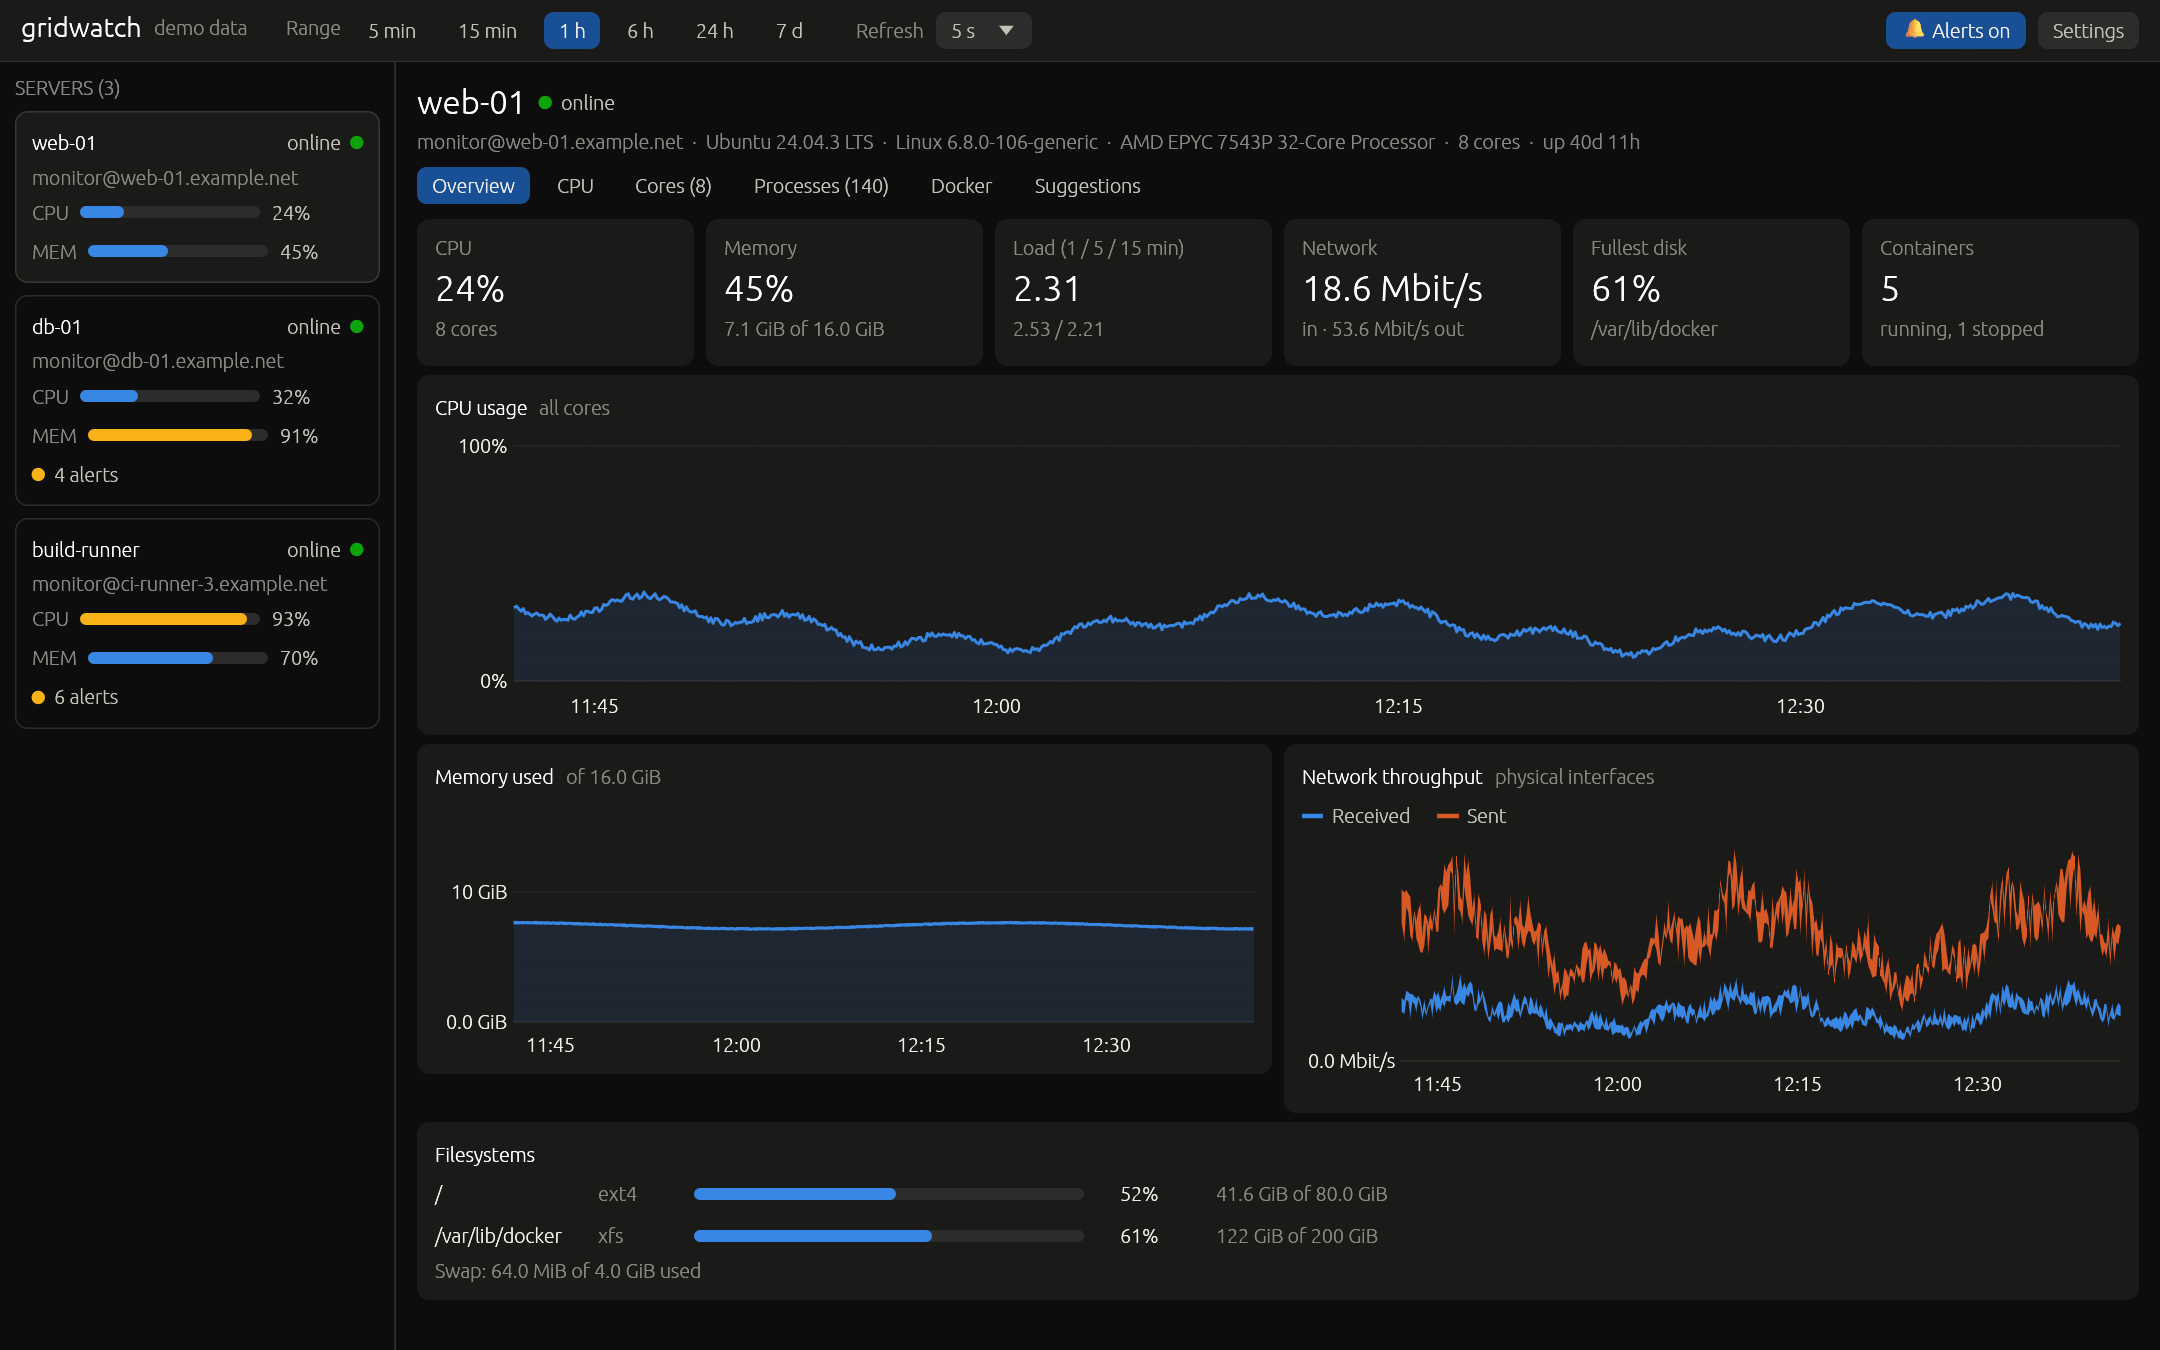 gridwatch demo data Range 5 min 15 min 1 h 6 h 24 h 7 d Refresh 5 s Alerts on Settings
SERVERS (3)
web-01 online
monitor@web-01.example.net
CPU 24%
MEM 45%
db-01 online
monitor@db-01.example.net
CPU 32%
MEM 91%
4 alerts
build-runner online
monitor@ci-runner-3.example.net
CPU 93%
MEM 70%
6 alerts
web-01 online
monitor@web-01.example.net · Ubuntu 24.04.3 LTS · Linux 6.8.0-106-generic · AMD EPYC 7543P 32-Core Processor · 8 cores · up 40d 11h
Overview CPU Cores (8) Processes (140) Docker Suggestions
CPU
24%
8 cores
Memory
45%
7.1 GiB of 16.0 GiB
Load (1 / 5 / 15 min)
2.31
2.53 / 2.21
Network
18.6 Mbit/s
in · 53.6 Mbit/s out
Fullest disk
61%
/var/lib/docker
Containers
5
running, 1 stopped
CPU usage all cores
100%
0%
11:45 12:00 12:15 12:30
Memory used of 16.0 GiB
10 GiB
0.0 GiB
11:45 12:00 12:15 12:30
Network throughput physical interfaces
Received Sent
0.0 Mbit/s
11:45 12:00 12:15 12:30
Filesystems
/ ext4 52% 41.6 GiB of 80.0 GiB
/var/lib/docker xfs 61% 122 GiB of 200 GiB
Swap: 64.0 MiB of 4.0 GiB used